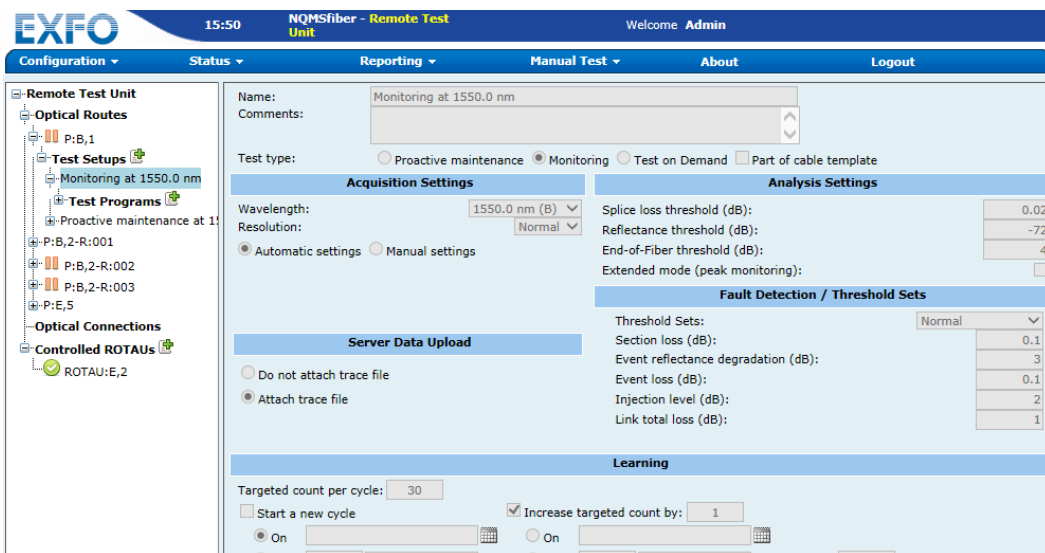 EXFO
15:50
NQMSfiber - Remote Test
Unit
Welcome Admin
Configuration Status Reporting Manual Test About Logout
Remote Test Unit
Optical Routes
P:B,1
Test Setups
Monitoring at 1550.0 nm
Test Programs
Proactive maintenance at 1
P:B,2-R:001
P:B,2-R:002
P:B,2-R:003
P:E,5
Optical Connections
Controlled ROTAUs
ROTAU:E,2
Name: Monitoring at 1550.0 nm
Comments:
Test type: Proactive maintenance Monitoring Test on Demand Part of cable template
Acquisition Settings
Wavelength: 1550.0 nm (B)
Resolution: Normal
Automatic settings Manual settings
Server Data Upload
Do not attach trace file
Attach trace file
Analysis Settings
Splice loss threshold (dB): 0.02
Reflectance threshold (dB): -72
End-of-Fiber threshold (dB): 4
Extended mode (peak monitoring):
Fault Detection / Threshold Sets
Threshold Sets: Normal
Section loss (dB): 0.1
Event reflectance degradation (dB): 3
Event loss (dB): 0.1
Injection level (dB): 2
Link total loss (dB): 1
Learning
Targeted count per cycle: 30
Start a new cycle Increase targeted count by: 1
On On